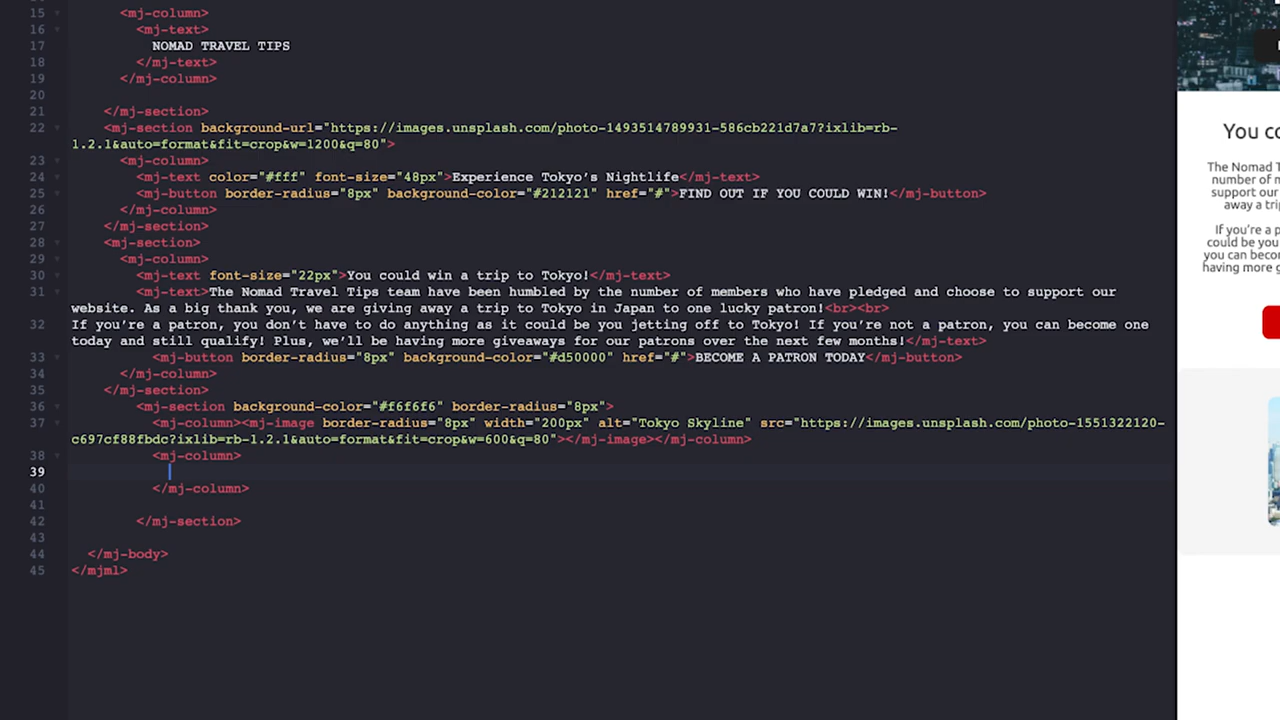 15 <mj-column>
16 <mj-text>
17 NOMAD TRAVEL TIPS
18 </mj-text>
19 </mj-column>
20
21 </mj-section>
22 <mj-section background-url="https://images.unsplash.com/photo-1493514789931-586cb221d7a7?ixlib=rb-
1.2.1&auto=format&fit=crop&w=1200&q=80">
23 <mj-column>
24 <mj-text color="#fff" font-size="48px">Experience Tokyo’s Nightlife</mj-text>
25 <mj-button border-radius="8px" background-color="#212121" href="#">FIND OUT IF YOU COULD WIN!</mj-button>
26 </mj-column>
27 </mj-section>
28 <mj-section>
29 <mj-column>
30 <mj-text font-size="22px">You could win a trip to Tokyo!</mj-text>
31 <mj-text>The Nomad Travel Tips team have been humbled by the number of members who have pledged and choose to support our
website. As a big thank you, we are giving away a trip to Tokyo in Japan to one lucky patron!<br><br>
32 If you’re a patron, you don’t have to do anything as it could be you jetting off to Tokyo! If you’re not a patron, you can become one
today and still qualify! Plus, we’ll be having more giveaways for our patrons over the next few months!</mj-text>
33 <mj-button border-radius="8px" background-color="#d50000" href="#">BECOME A PATRON TODAY</mj-button>
34 </mj-column>
35 </mj-section>
36 <mj-section background-color="#f6f6f6" border-radius="8px">
37 <mj-column><mj-image border-radius="8px" width="200px" alt="Tokyo Skyline" src="https://images.unsplash.com/photo-1551322120-
c697cf88fbdc?ixlib=rb-1.2.1&auto=format&fit=crop&w=600&q=80"></mj-image></mj-column>
38 <mj-column>
39
40 </mj-column>
41
42 </mj-section>
43
44 </mj-body>
45 </mjml>
You co
The Nomad T
number of m
support our
away a trip
If you’re a p
could be you
you can becom
having more g